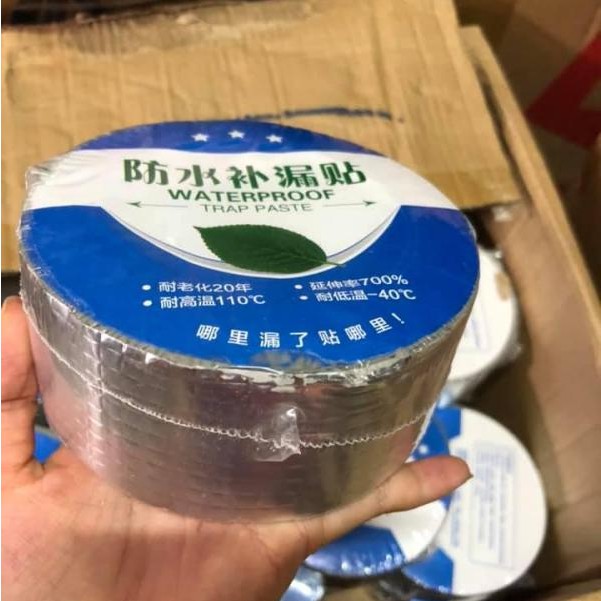 防水补漏贴
WATERPROOF
TRAP PASTE
• 耐老化20年 • 延伸率700%
• 耐高温110℃ • 耐低温-40℃
哪里漏了贴哪里!